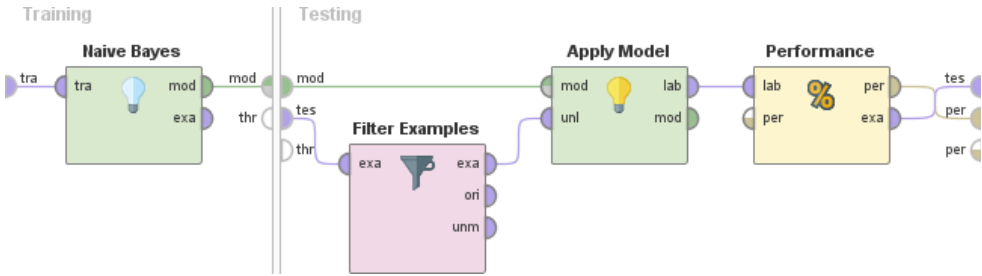 Training
Testing
Naive Bayes
tra
tra
mod
exa
mod
thr
mod
tes
thr
Filter Examples
exa
exa
ori
unm
Apply Model
mod
unl
lab
mod
Performance
%
lab
per
per
exa
tes
per
per